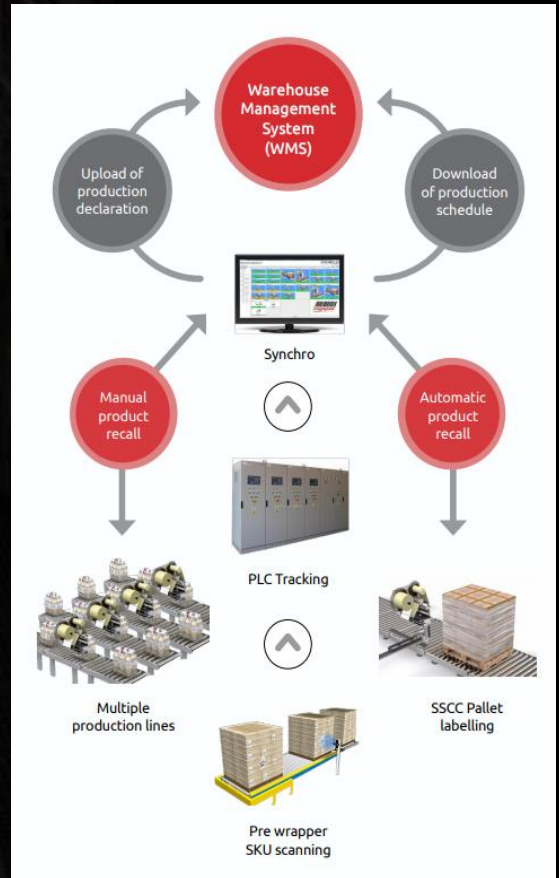 Warehouse
Management
System
(WMS)
Upload of
production
declaration
Download
of production
schedule
Synchro
Manual
product
recall
Automatic
product
recall
PLC Tracking
Multiple
production lines
SSCC Pallet
labelling
Pre wrapper
SKU scanning